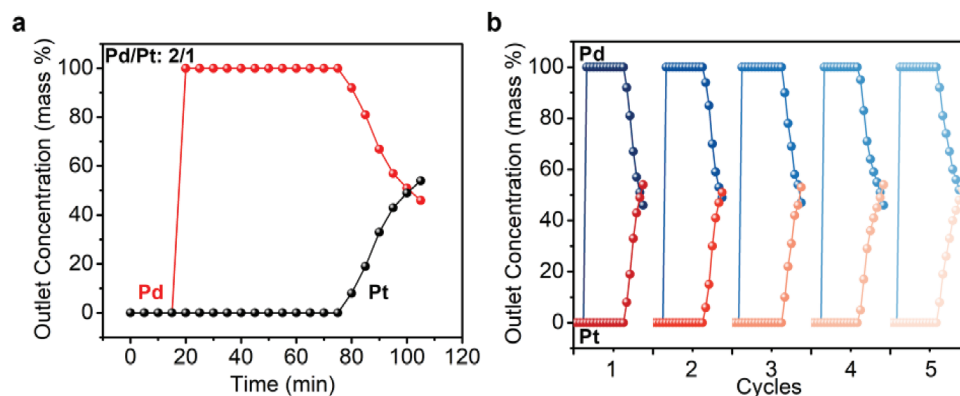 a
Pd/Pt: 2/1
100
80
60
40
20
0
Outlet Concentration (mass %)
Pd
Pt
0 20 40 60 80 100 120
Time (min)
b
Pd
100
80
60
40
20
0
Outlet Concentration (mass %)
Pt
1 2 3 4 5
Cycles